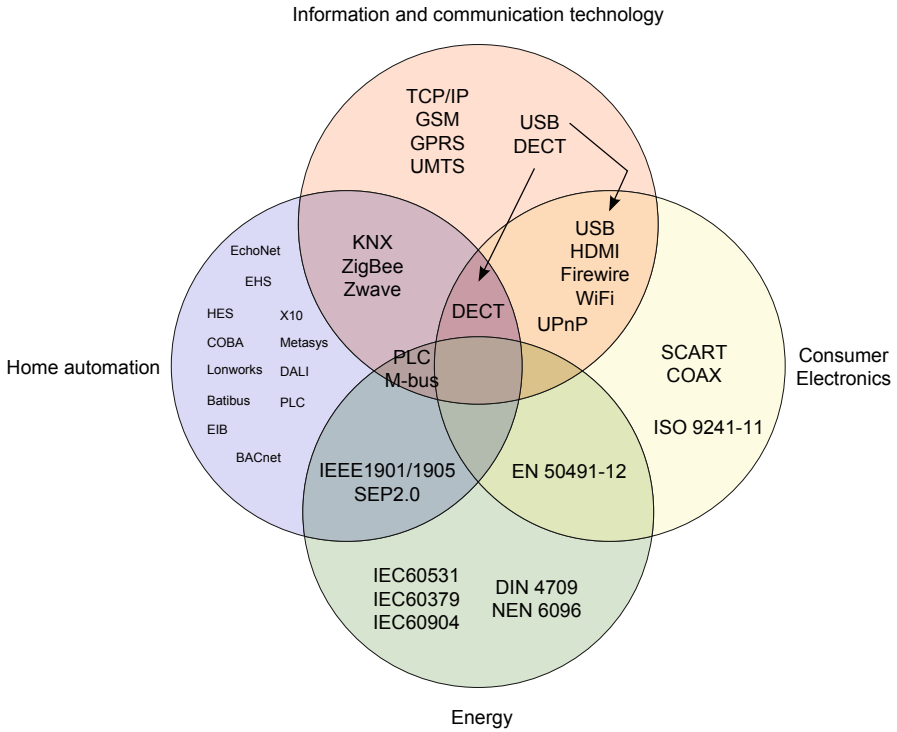 Information and communication technology
TCP/IP
GSM
GPRS
UMTS
USB
DECT
KNX
ZigBee
Zwave
USB
HDMI
Firewire
WiFi
UPnP
DECT
EchoNet
EHS
HES
X10
COBA
Metasys
Lonworks
DALI
Batibus
PLC
EIB
BACnet
Home automation
PLC
M-bus
SCART
COAX
ISO 9241-11
Consumer
Electronics
IEEE1901/1905
SEP2.0
EN 50491-12
IEC60531
IEC60379
IEC60904
DIN 4709
NEN 6096
Energy